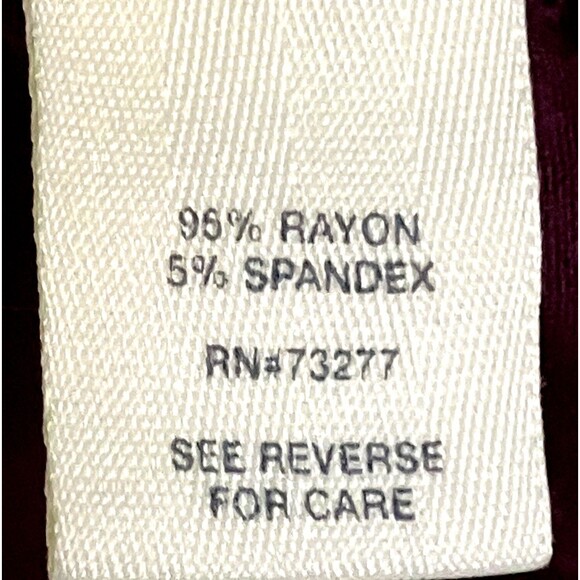 95% RAYON
5% SPANDEX
RN#73277
SEE REVERSE
FOR CARE